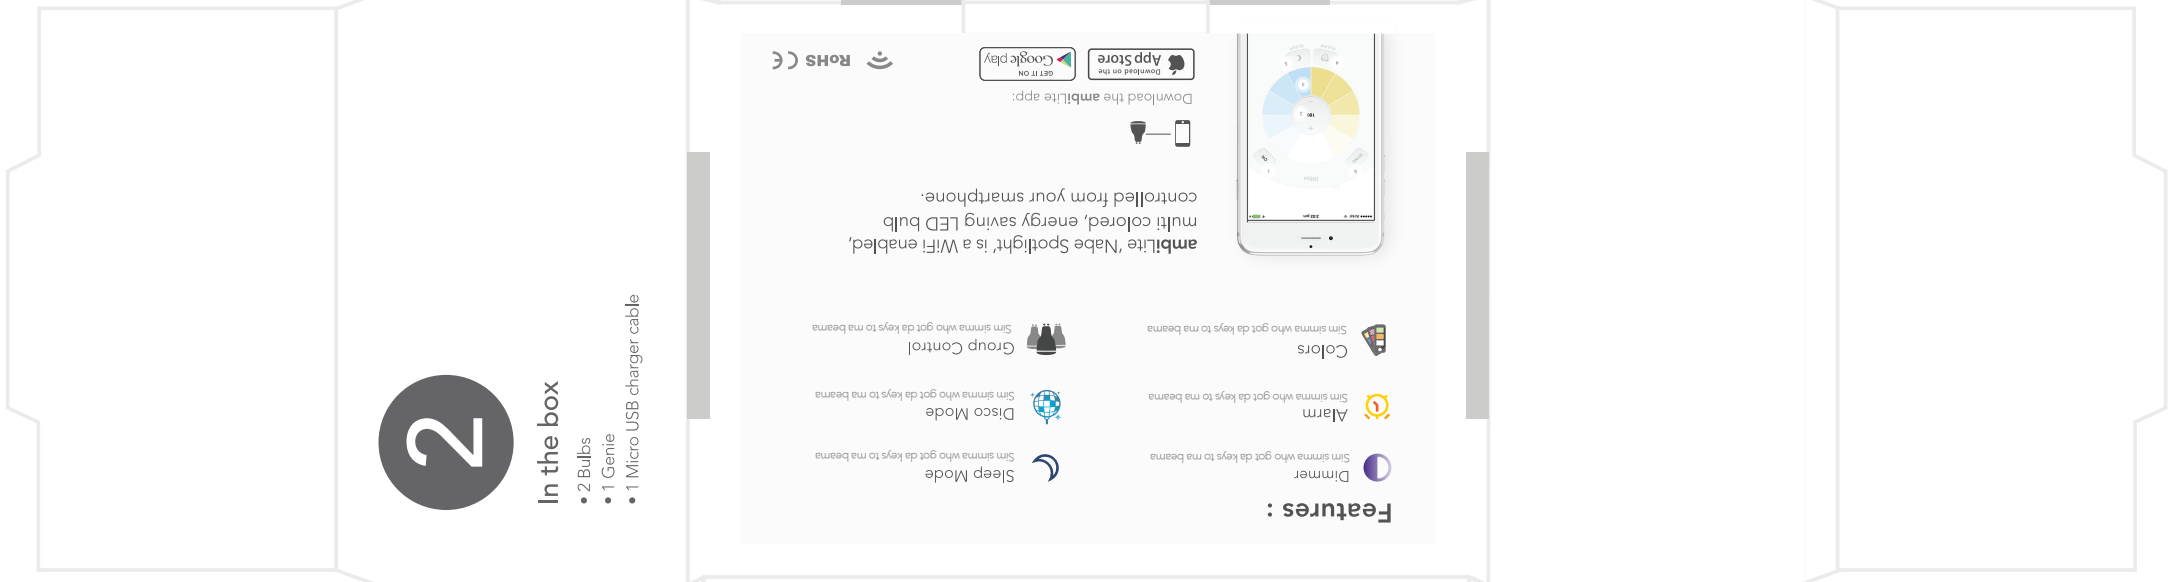 2
In the box
• 2 Bulbs
• 1 Genie
• 1 Micro USB charger cable
Features :
Dimmer
Sim simma who got da keys to ma beama
Sleep Mode
Sim simma who got da keys to ma beama
Alarm
Sim simma who got da keys to ma beama
Disco Mode
Sim simma who got da keys to ma beama
Colors
Sim simma who got da keys to ma beama
Group Control
Sim simma who got da keys to ma beama
ambiLite ‘Nabe Spotlight’ is a WiFi enabled,
multi colored, energy saving LED bulb
controlled from your smartphone.
Download the ambiLite app:
Download on the
App Store
GET IT ON
Google play
RoHS CE
Office
ON